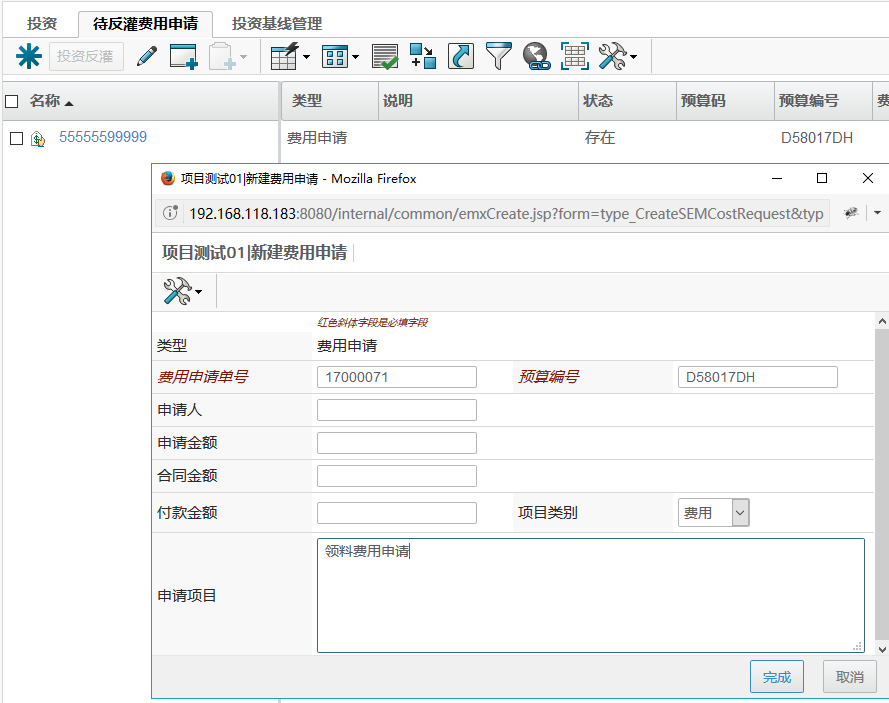 投资 待反灌费用申请 投资基线管理
投资反灌
名称 类型 说明 状态 预算码 预算编号 费
55555599999 费用申请 存在 D58017DH
项目测试01|新建费用申请 - Mozilla Firefox
192.168.118.183:8080/internal/common/emxCreate.jsp?form=type_CreateSEMCostRequest&typ
项目测试01|新建费用申请
红色斜体字段是必填字段
类型 费用申请
费用申请单号 17000071 预算编号 D58017DH
申请人
申请金额
合同金额
付款金额 项目类别 费用
申请项目 领料费用申请
完成 取消